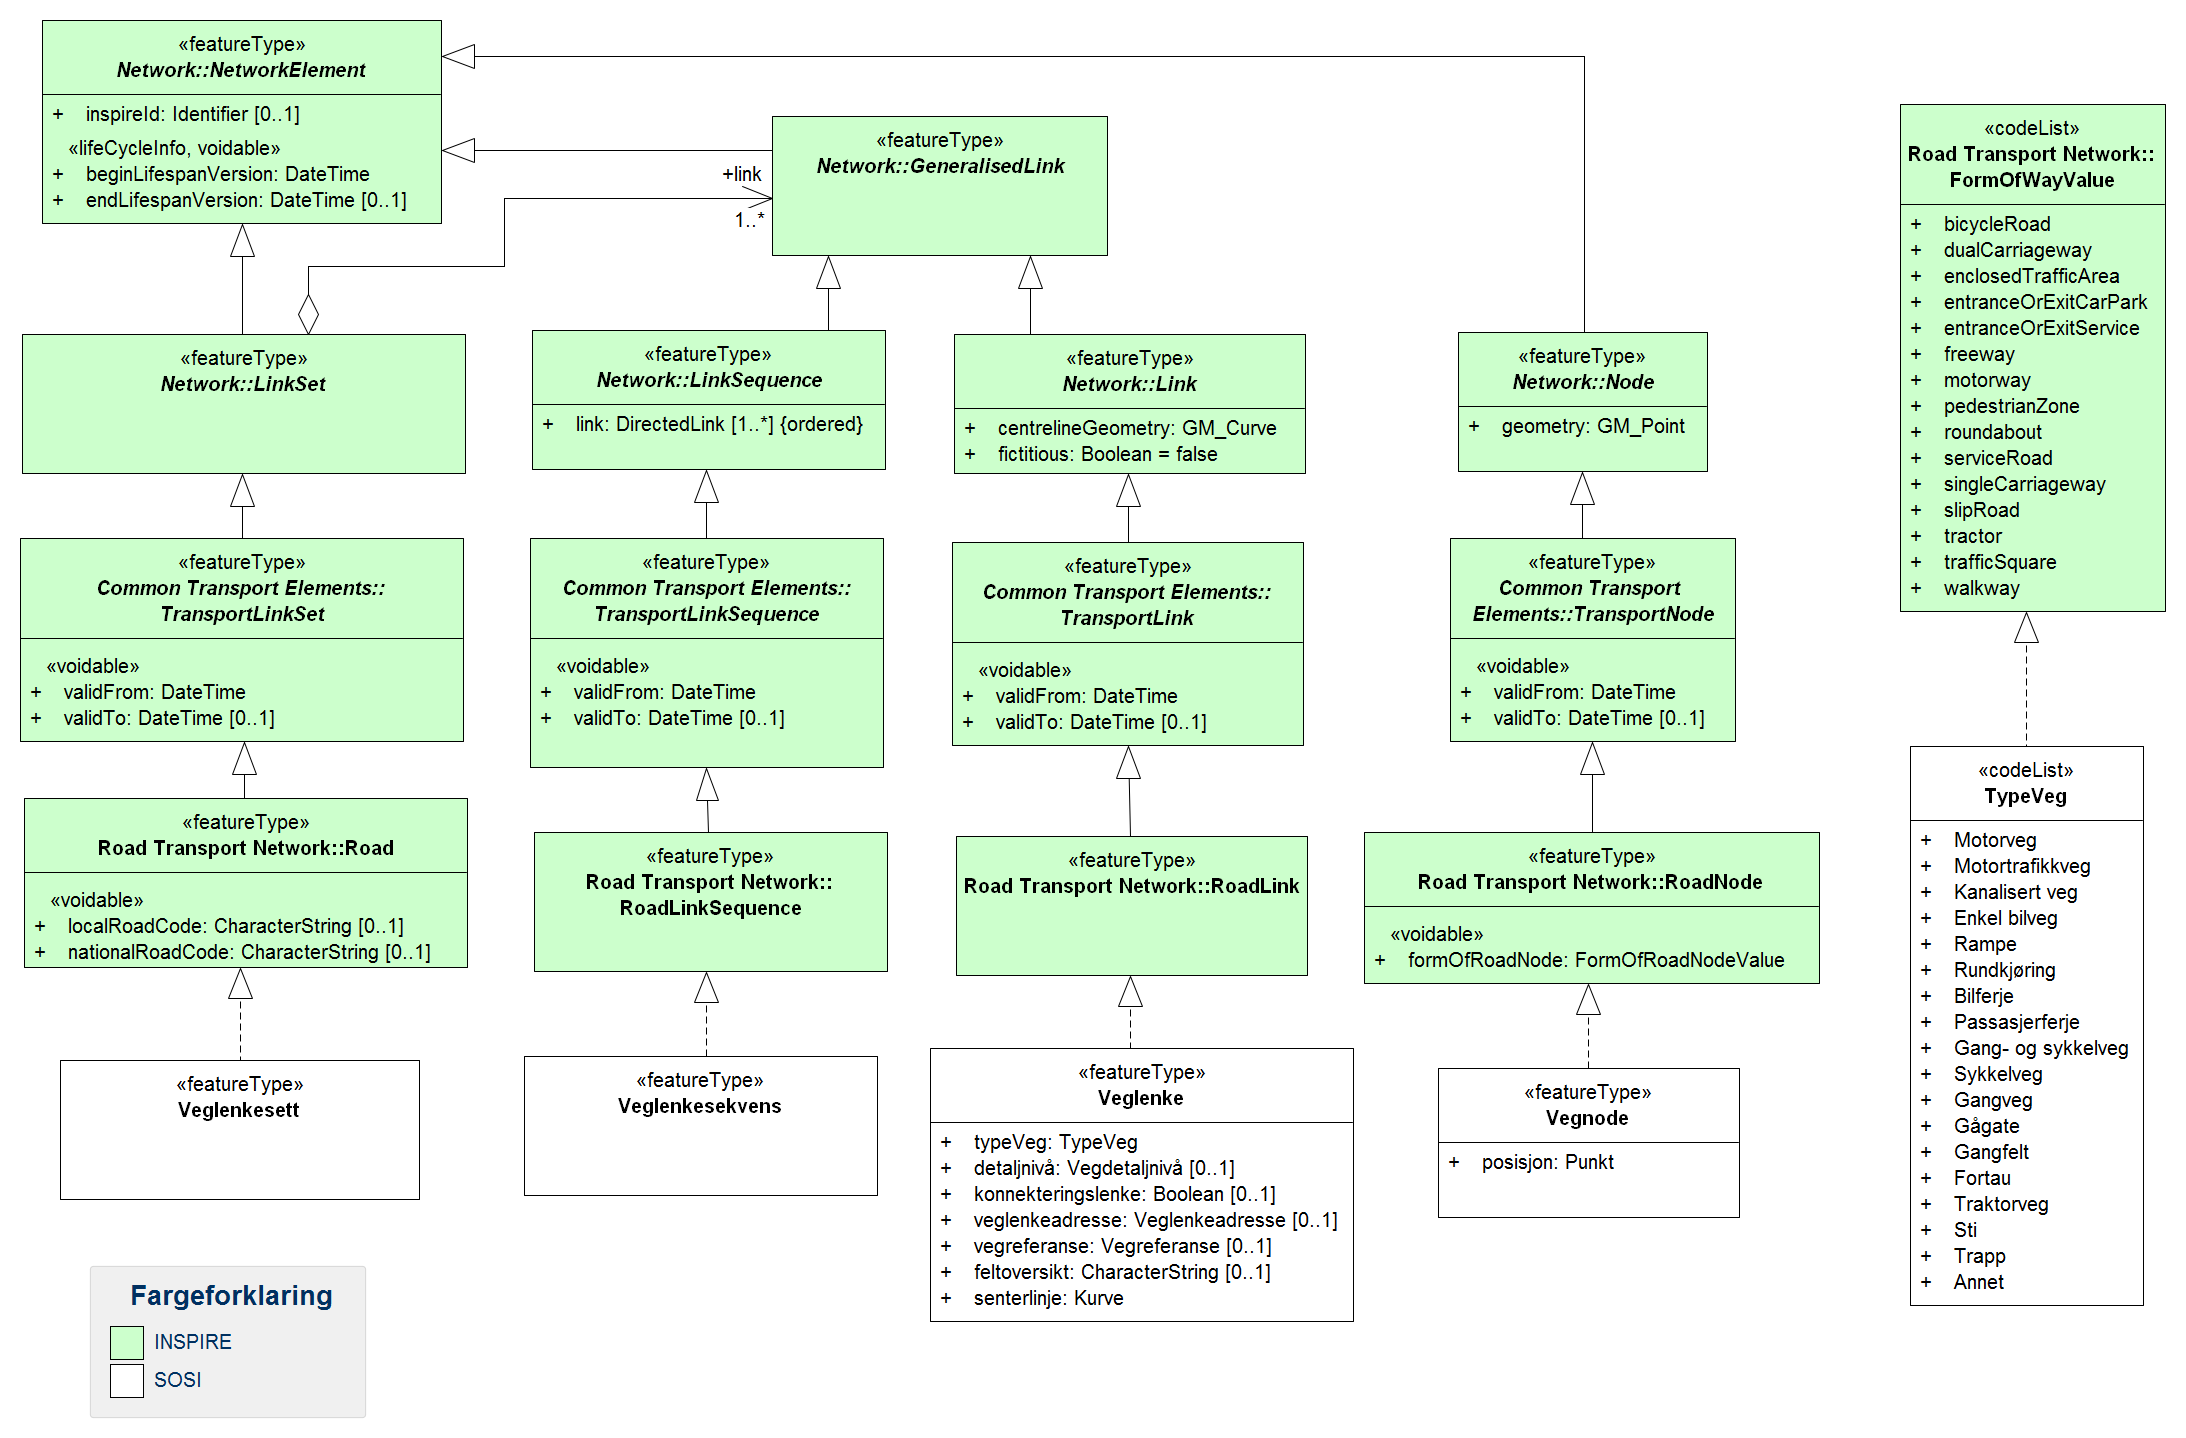 «featureType»
Network::NetworkElement
+ inspireId: Identifier [0..1]
«lifeCycleInfo, voidable»
+ beginLifespanVersion: DateTime
+ endLifespanVersion: DateTime [0..1]
«featureType»
Network::GeneralisedLink
+link
1..*
«featureType»
Network::LinkSet
«featureType»
Network::LinkSequence
+ link: DirectedLink [1..*] {ordered}
«featureType»
Network::Link
+ centrelineGeometry: GM_Curve
+ fictitious: Boolean = false
«featureType»
Network::Node
+ geometry: GM_Point
«featureType»
Common Transport Elements::
TransportLinkSet
«voidable»
+ validFrom: DateTime
+ validTo: DateTime [0..1]
«featureType»
Common Transport Elements::
TransportLinkSequence
«voidable»
+ validFrom: DateTime
+ validTo: DateTime [0..1]
«featureType»
Common Transport Elements::
TransportLink
«voidable»
+ validFrom: DateTime
+ validTo: DateTime [0..1]
«featureType»
Common Transport
Elements::TransportNode
«voidable»
+ validFrom: DateTime
+ validTo: DateTime [0..1]
«featureType»
Road Transport Network::Road
«voidable»
+ localRoadCode: CharacterString [0..1]
+ nationalRoadCode: CharacterString [0..1]
«featureType»
Road Transport Network::
RoadLinkSequence
«featureType»
Road Transport Network::RoadLink
«featureType»
Road Transport Network::RoadNode
«voidable»
+ formOfRoadNode: FormOfRoadNodeValue
«featureType»
Veglenkesett
«featureType»
Veglenkesekvens
«featureType»
Veglenke
+ typeVeg: TypeVeg
+ detaljnivå: Vegdetaljnivå [0..1]
+ konnekteringslenke: Boolean [0..1]
+ veglenkeadresse: Veglenkeadresse [0..1]
+ vegreferanse: Vegreferanse [0..1]
+ feltoversikt: CharacterString [0..1]
+ senterlinje: Kurve
«featureType»
Vegnode
+ posisjon: Punkt
«codeList»
Road Transport Network::
FormOfWayValue
+ bicycleRoad
+ dualCarriageway
+ enclosedTrafficArea
+ entranceOrExitCarPark
+ entranceOrExitService
+ freeway
+ motorway
+ pedestrianZone
+ roundabout
+ serviceRoad
+ singleCarriageway
+ slipRoad
+ tractor
+ trafficSquare
+ walkway
«codeList»
TypeVeg
+ Motorveg
+ Motortrafikkveg
+ Kanalisert veg
+ Enkel bilveg
+ Rampe
+ Rundkjøring
+ Bilferje
+ Passasjerferje
+ Gang- og sykkelveg
+ Sykkelveg
+ Gangveg
+ Gågate
+ Gangfelt
+ Fortau
+ Traktorveg
+ Sti
+ Trapp
+ Annet
Fargeforklaring
INSPIRE
SOSI